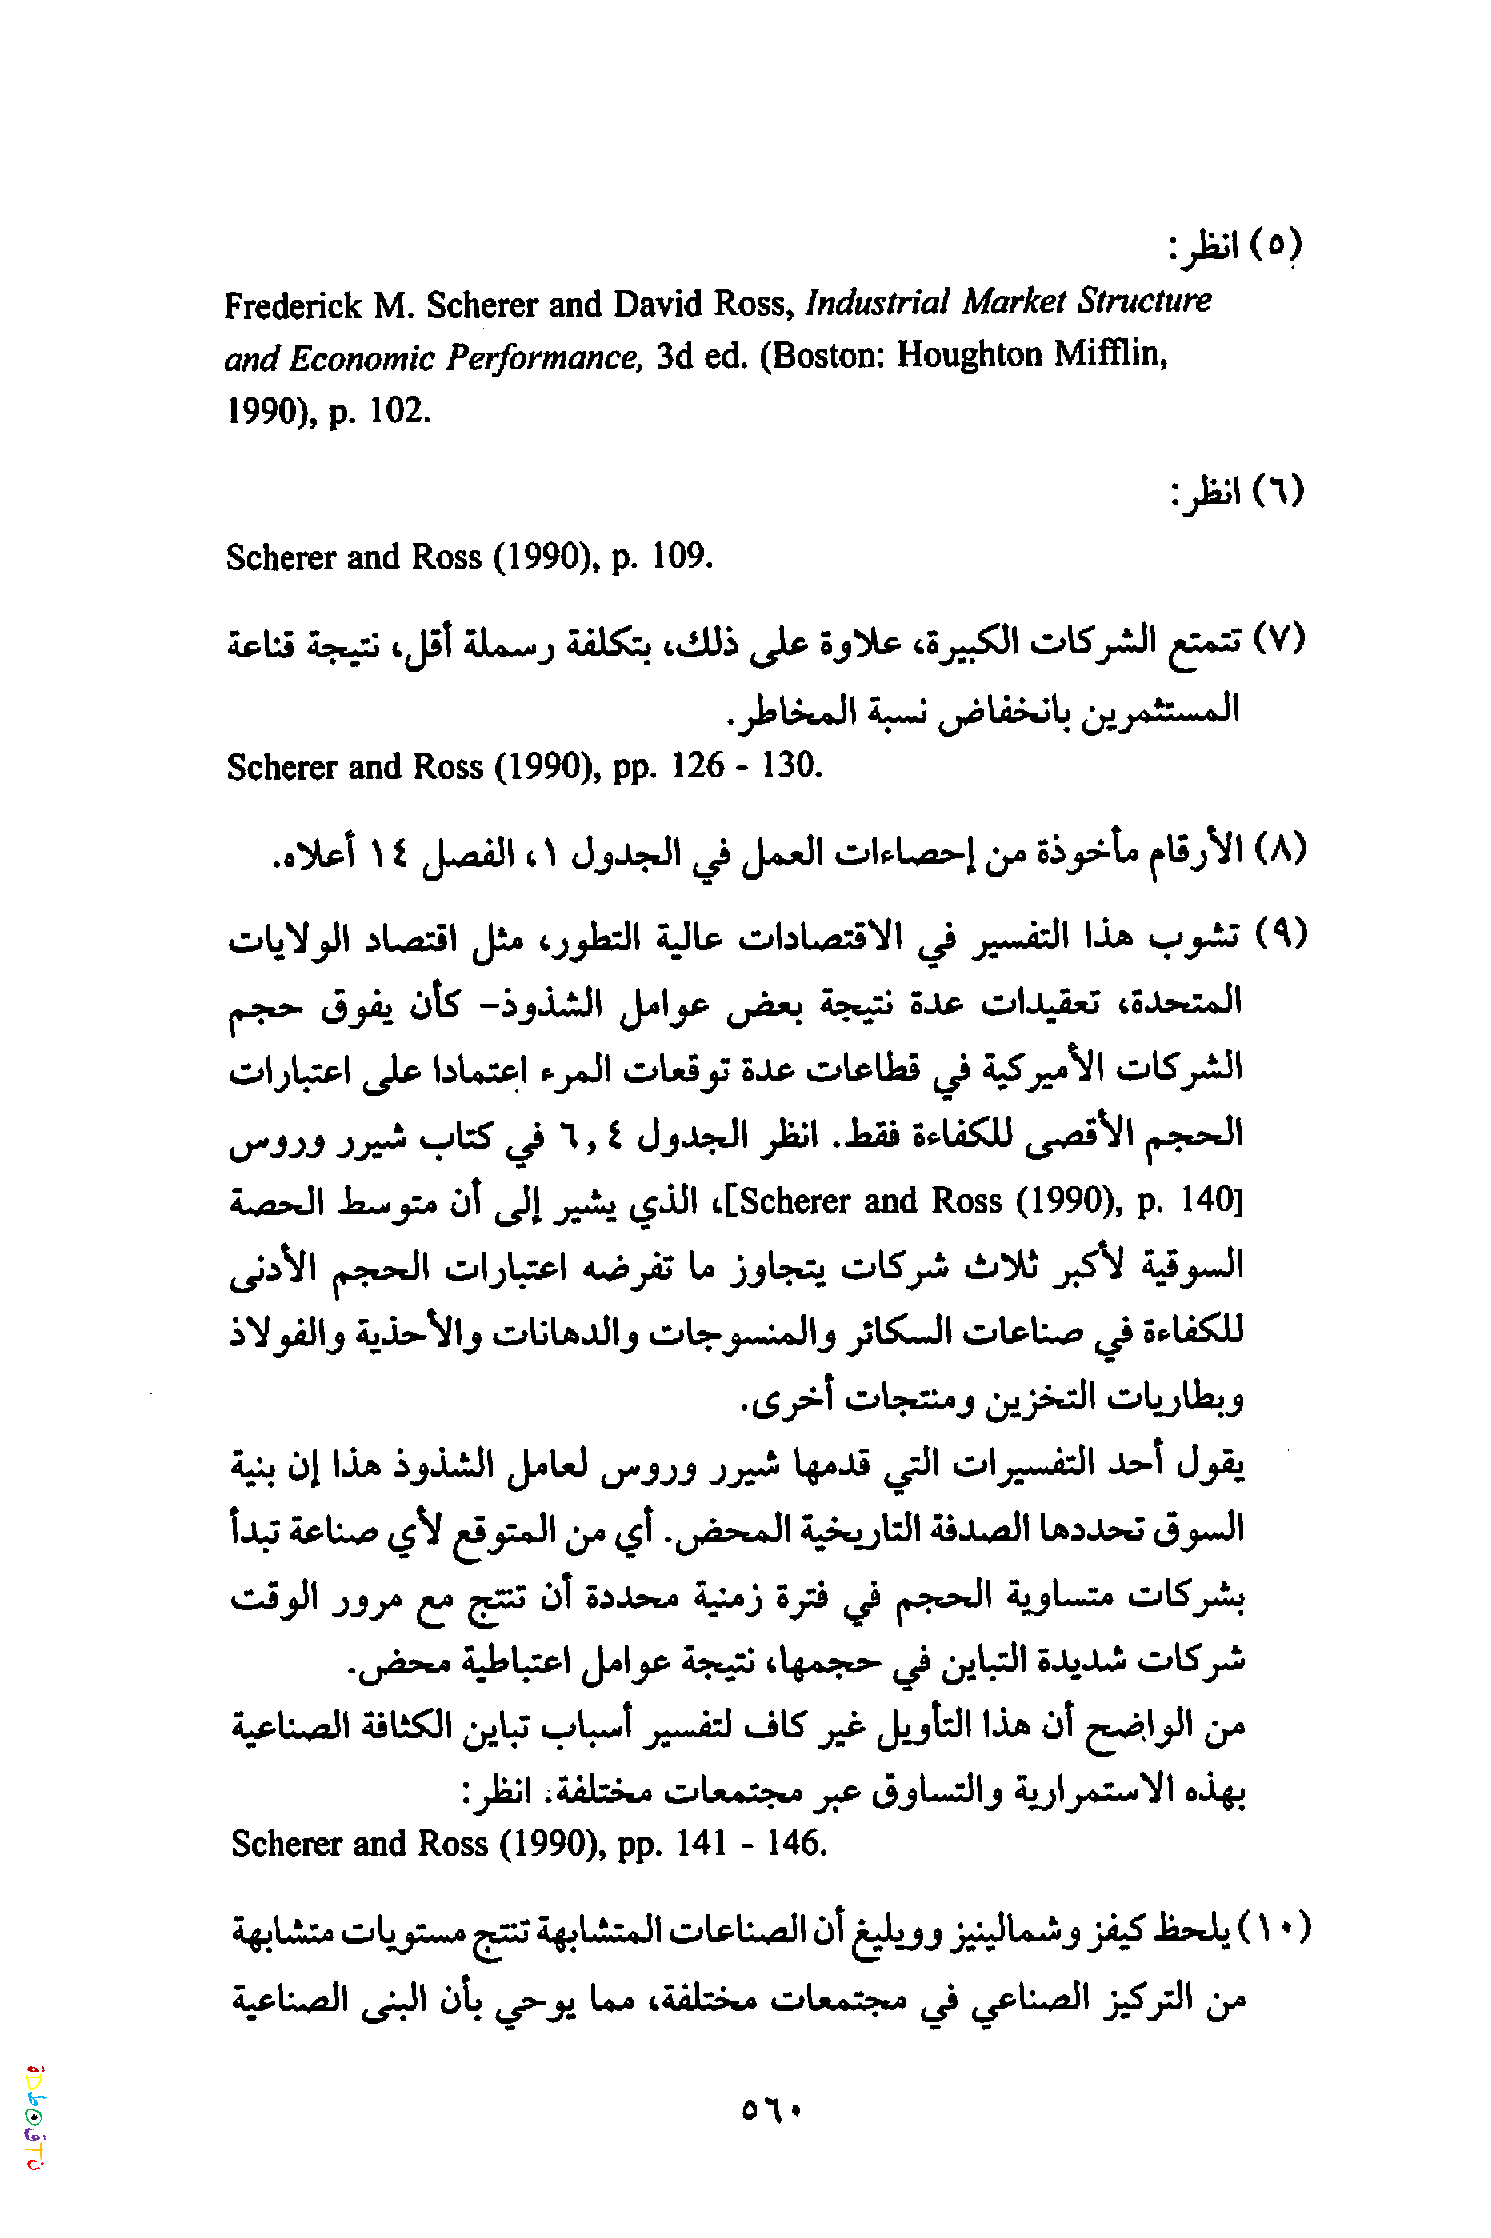 (٥) انظر:
Frederick M. Scherer and David Ross, Industrial Market Structure
and Economic Performance, 3d ed. (Boston: Houghton Mifflin,
1990), p. 102.
(٦) انظر:
Scherer and Ross (1990), p. 109.
(٧) تتمتع الشركات الكبيرة، علاوة على ذلك، بتكلفة رسملة أقل، نتيجة قناعة
المستثمرين بانخفاض نسبة المخاطر.
Scherer and Ross (1990), pp. 126 - 130.
(٨) الأرقام مأخوذة من إحصاءات العمل في الجدول ١، الفصل ١٤ أعلاه.
(٩) تشوب هذا التفسير في الاقتصادات عالية التطور، مثل اقتصاد الولايات
المتحدة، تعقيدات عدة نتيجة بعض عوامل الشذوذ- كأن يفوق حجم
الشركات الأميركية في قطاعات عدة توقعات المرء اعتمادا على اعتبارات
الحجم الأقصى للكفاءة فقط. انظر الجدول ٤ , ٦ في كتاب شيرر وروس
[Scherer and Ross (1990), p. 140]، الذي يشير إلى أن متوسط الحصة
السوقية لأكبر ثلاث شركات يتجاوز ما تفرضه اعتبارات الحجم الأدنى
للكفاءة في صناعات السكائر والمنسوجات والدهانات والأحذية والفولاذ
وبطاريات التخزين ومنتجات أخرى.
يقول أحد التفسيرات التي قدمها شيرر وروس لعامل الشذوذ هذا إن بنية
السوق تحددها الصدفة التاريخية المحض. أي من المتوقع لأي صناعة تبدأ
بشركات متساوية الحجم في فترة زمنية محددة أن تنتج مع مرور الوقت
شركات شديدة التباين في حجمها، نتيجة عوامل اعتباطية محض.
من الواضح أن هذا التأويل غير كاف لتفسير أسباب تباين الكثافة الصناعية
بهذه الاستمرارية والتساوق عبر مجتمعات مختلفة. انظر:
Scherer and Ross (1990), pp. 141 - 146.
(١٠) يلحظ كيفز وشمالينيز وويليغ أن الصناعات المتشابهة تنتج مستويات متشابهة
من التركيز الصناعي في مجتمعات مختلفة، مما يوحي بأن البنى الصناعية
٥٦٠